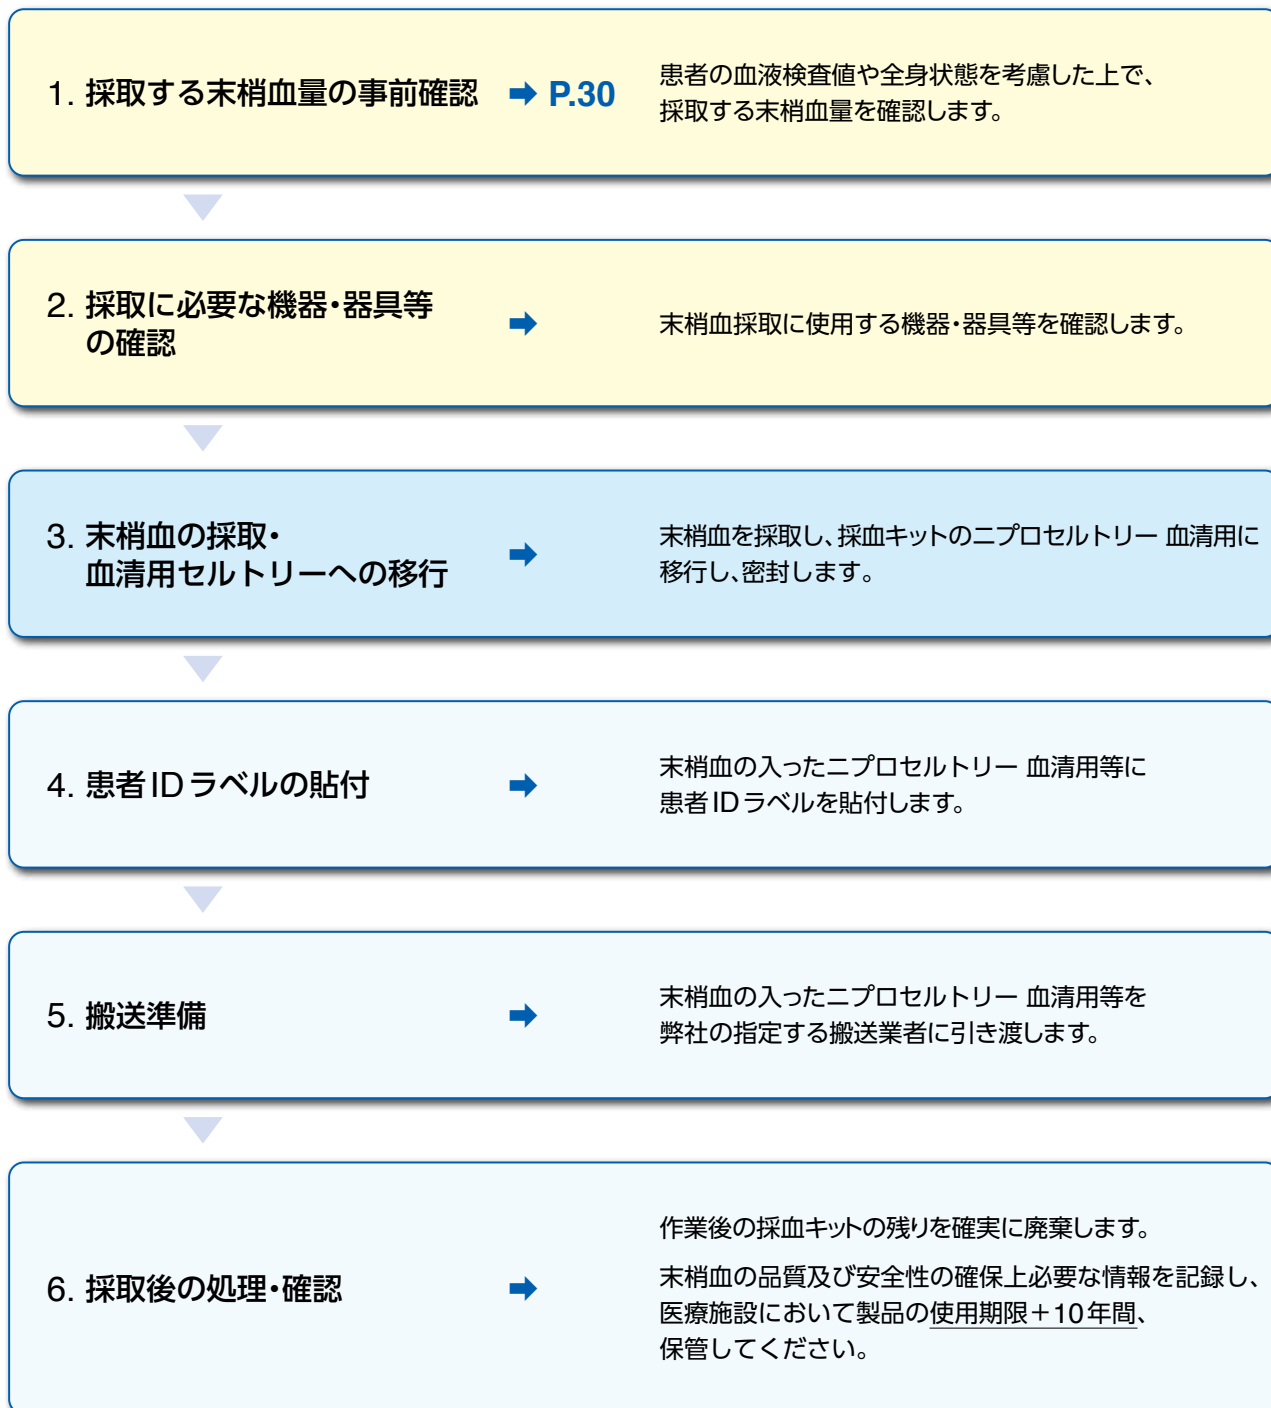 1. 採取する末梢血量の事前確認 ➡ P.30
患者の血液検査値や全身状態を考慮した上で、
採取する末梢血量を確認します。
2. 採取に必要な機器・器具等
の確認
➡
末梢血採取に使用する機器・器具等を確認します。
3. 末梢血の採取・
血清用セルトリーへの移行
➡
末梢血を採取し、採血キットのニプロセルトリー 血清用に
移行し、密封します。
4. 患者IDラベルの貼付 ➡
末梢血の入ったニプロセルトリー 血清用等に
患者IDラベルを貼付します。
5. 搬送準備 ➡
末梢血の入ったニプロセルトリー 血清用等を
弊社の指定する搬送業者に引き渡します。
6. 採取後の処理・確認 ➡
作業後の採血キットの残りを確実に廃棄します。
末梢血の品質及び安全性の確保上必要な情報を記録し、
医療施設において製品の使用期限+10年間、
保管してください。